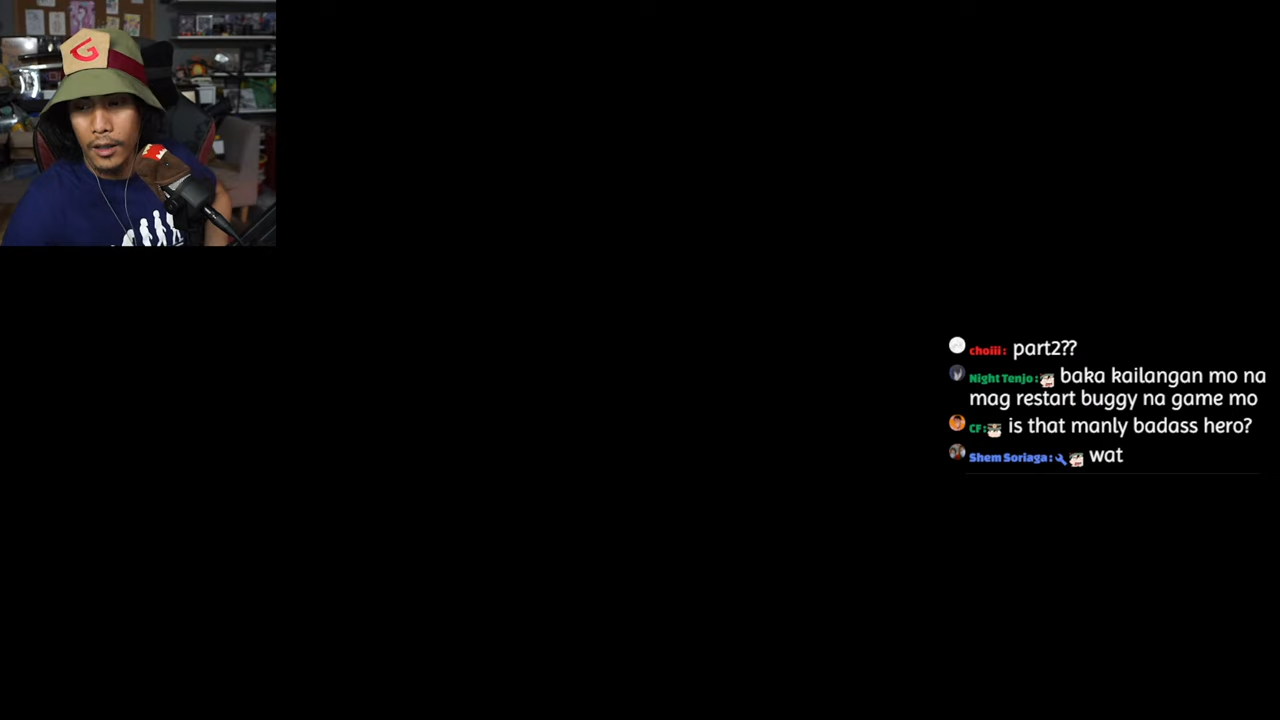 G
choiii: part2??
Night Tenjo: baka kailangan mo na
mag restart buggy na game mo
CF: is that manly badass hero?
Shem Soriaga: wat